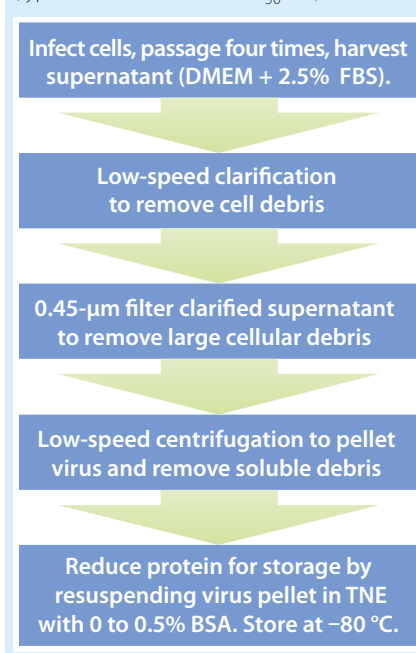 Infect cells, passage four times, harvest
supernatant (DMEM + 2.5% FBS).
Low-speed clarification
to remove cell debris
0.45-µm filter clarified supernatant
to remove large cellular debris
Low-speed centrifugation to pellet
virus and remove soluble debris
Reduce protein for storage by
resuspending virus pellet in TNE
with 0 to 0.5% BSA. Store at −80 °C.